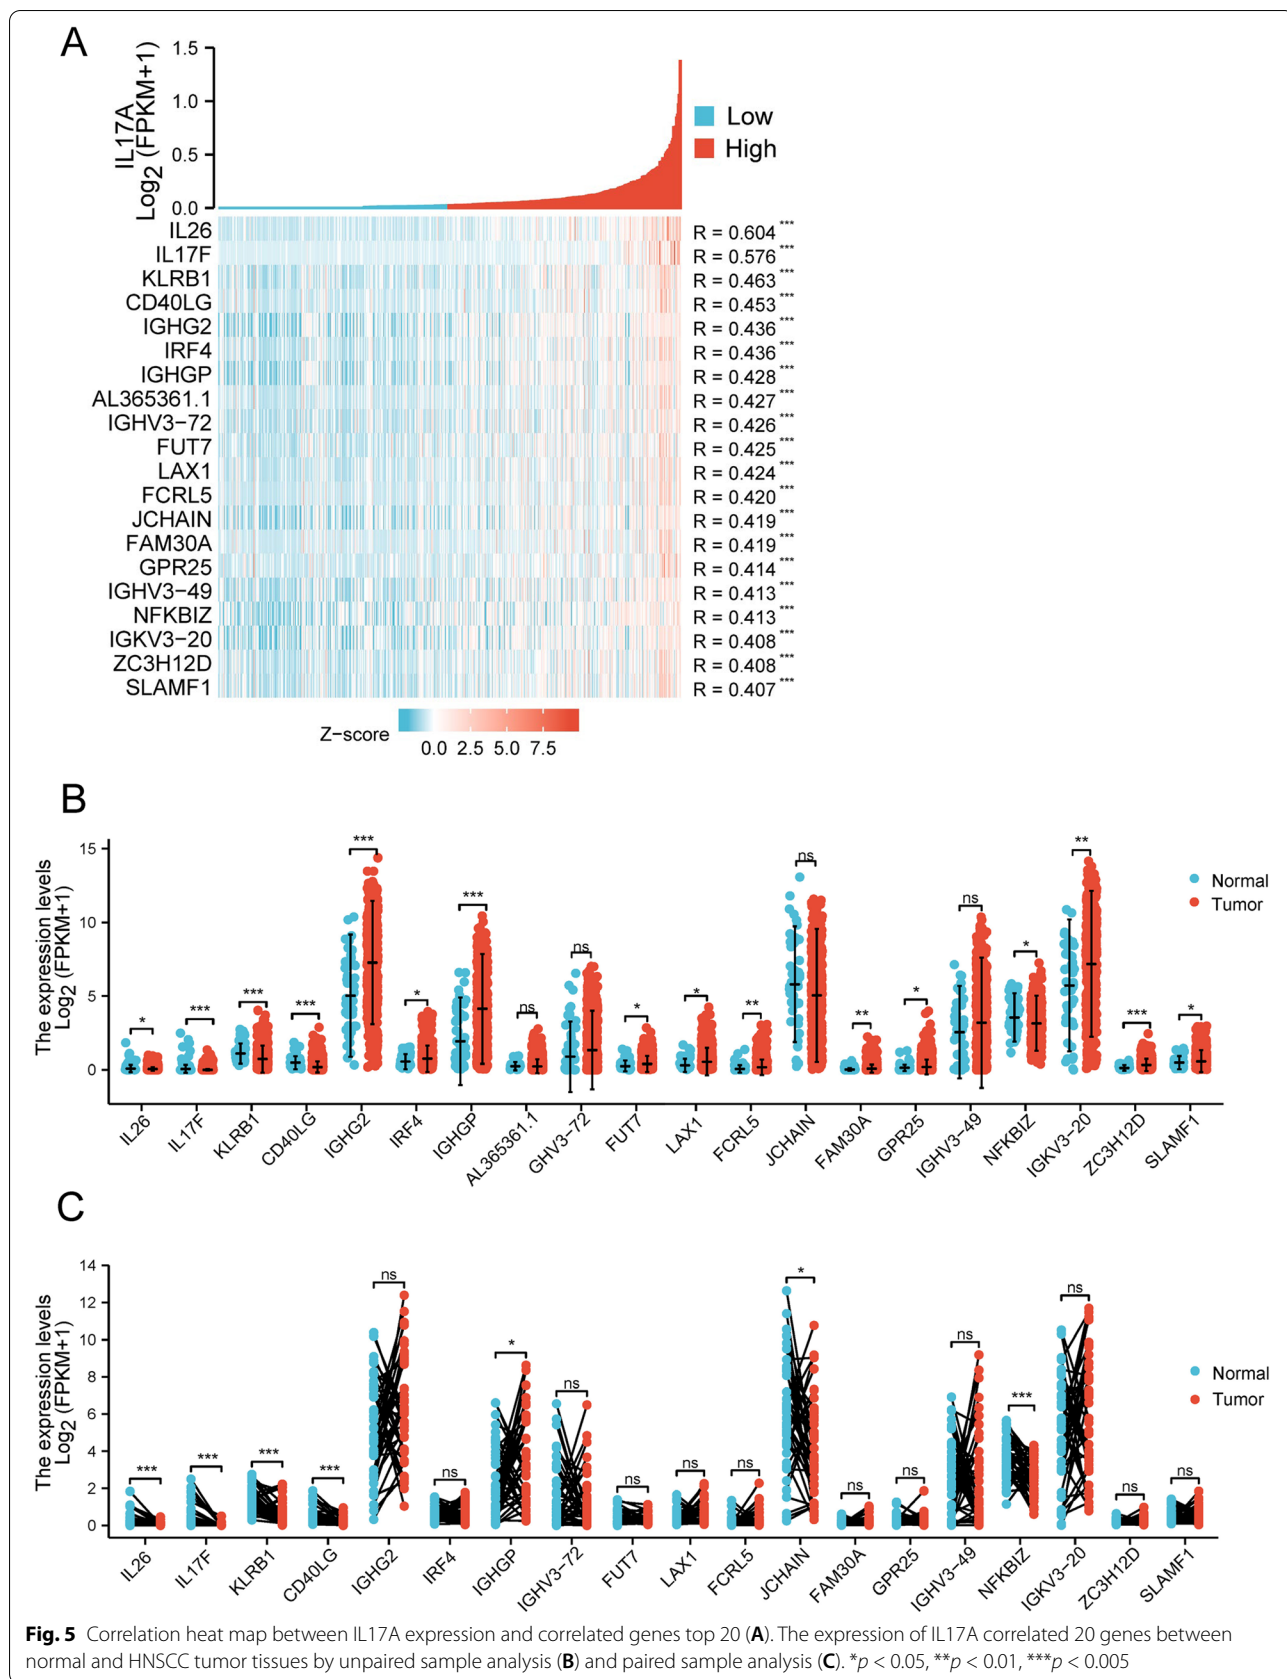 A
IL17A
Log2 (FPKM+1)
1.5
1.0
0.5
0.0
Low
High
IL26 R = 0.604 ***
IL17F R = 0.576 ***
KLRB1 R = 0.463 ***
CD40LG R = 0.453 ***
IGHG2 R = 0.436 ***
IRF4 R = 0.436 ***
IGHGP R = 0.428 ***
AL365361.1 R = 0.427 ***
IGHV3−72 R = 0.426 ***
FUT7 R = 0.425 ***
LAX1 R = 0.424 ***
FCRL5 R = 0.420 ***
JCHAIN R = 0.419 ***
FAM30A R = 0.419 ***
GPR25 R = 0.414 ***
IGHV3−49 R = 0.413 ***
NFKBIZ R = 0.413 ***
IGKV3−20 R = 0.408 ***
ZC3H12D R = 0.408 ***
SLAMF1 R = 0.407 ***
Z−score
0.0 2.5 5.0 7.5
B
The expression levels
Log2 (FPKM+1)
15
10
5
0
* *** *** *** *** * *** ns ns * * ** ns ** * ns * ** *** *
Normal
Tumor
IL26 IL17F KLRB1 CD40LG IGHG2 IRF4 IGHGP AL365361.1 GHV3−72 FUT7 LAX1 FCRL5 JCHAIN FAM30A GPR25 IGHV3−49 NFKBIZ IGKV3−20 ZC3H12D SLAMF1
C
The expression levels
Log2 (FPKM+1)
14
12
10
8
6
4
2
0
*** *** *** *** ns ns * ns ns ns ns * ns ns ns *** ns ns ns
Normal
Tumor
IL26 IL17F KLRB1 CD40LG IGHG2 IRF4 IGHGP IGHV3−72 FUT7 LAX1 FCRL5 JCHAIN FAM30A GPR25 IGHV3−49 NFKBIZ IGKV3−20 ZC3H12D SLAMF1
Fig. 5 Correlation heat map between IL17A expression and correlated genes top 20 (A). The expression of IL17A correlated 20 genes between
normal and HNSCC tumor tissues by unpaired sample analysis (B) and paired sample analysis (C). *p < 0.05, **p < 0.01, ***p < 0.005